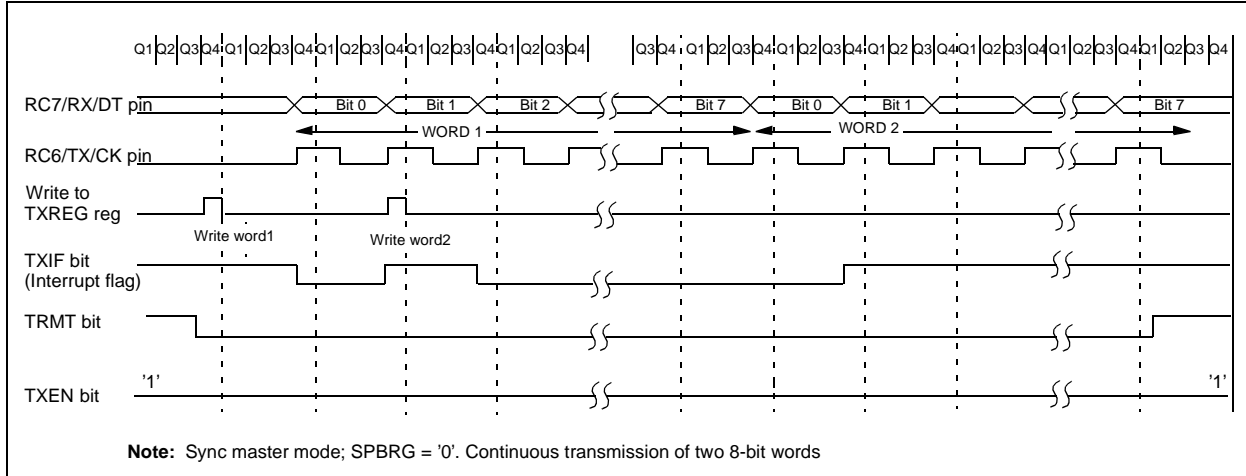 Q1 Q2 Q3 Q4 Q1 Q2 Q3 Q4 Q1 Q2 Q3 Q4 Q1 Q2 Q3 Q4 Q1 Q2 Q3 Q4 Q3 Q4 Q1 Q2 Q3 Q4 Q1 Q2 Q3 Q4 Q1 Q2 Q3 Q4 Q1 Q2 Q3 Q4 Q1 Q2 Q3 Q4 Q1 Q2 Q3 Q4
RC7/RX/DT pin Bit 0 Bit 1 Bit 2 Bit 7 Bit 0 Bit 1 Bit 7
WORD 1 WORD 2
RC6/TX/CK pin
Write to
TXREG reg
Write word1 Write word2
TXIF bit
(Interrupt flag)
TRMT bit
'1' '1'
TXEN bit
Note: Sync master mode; SPBRG = '0'. Continuous transmission of two 8-bit words